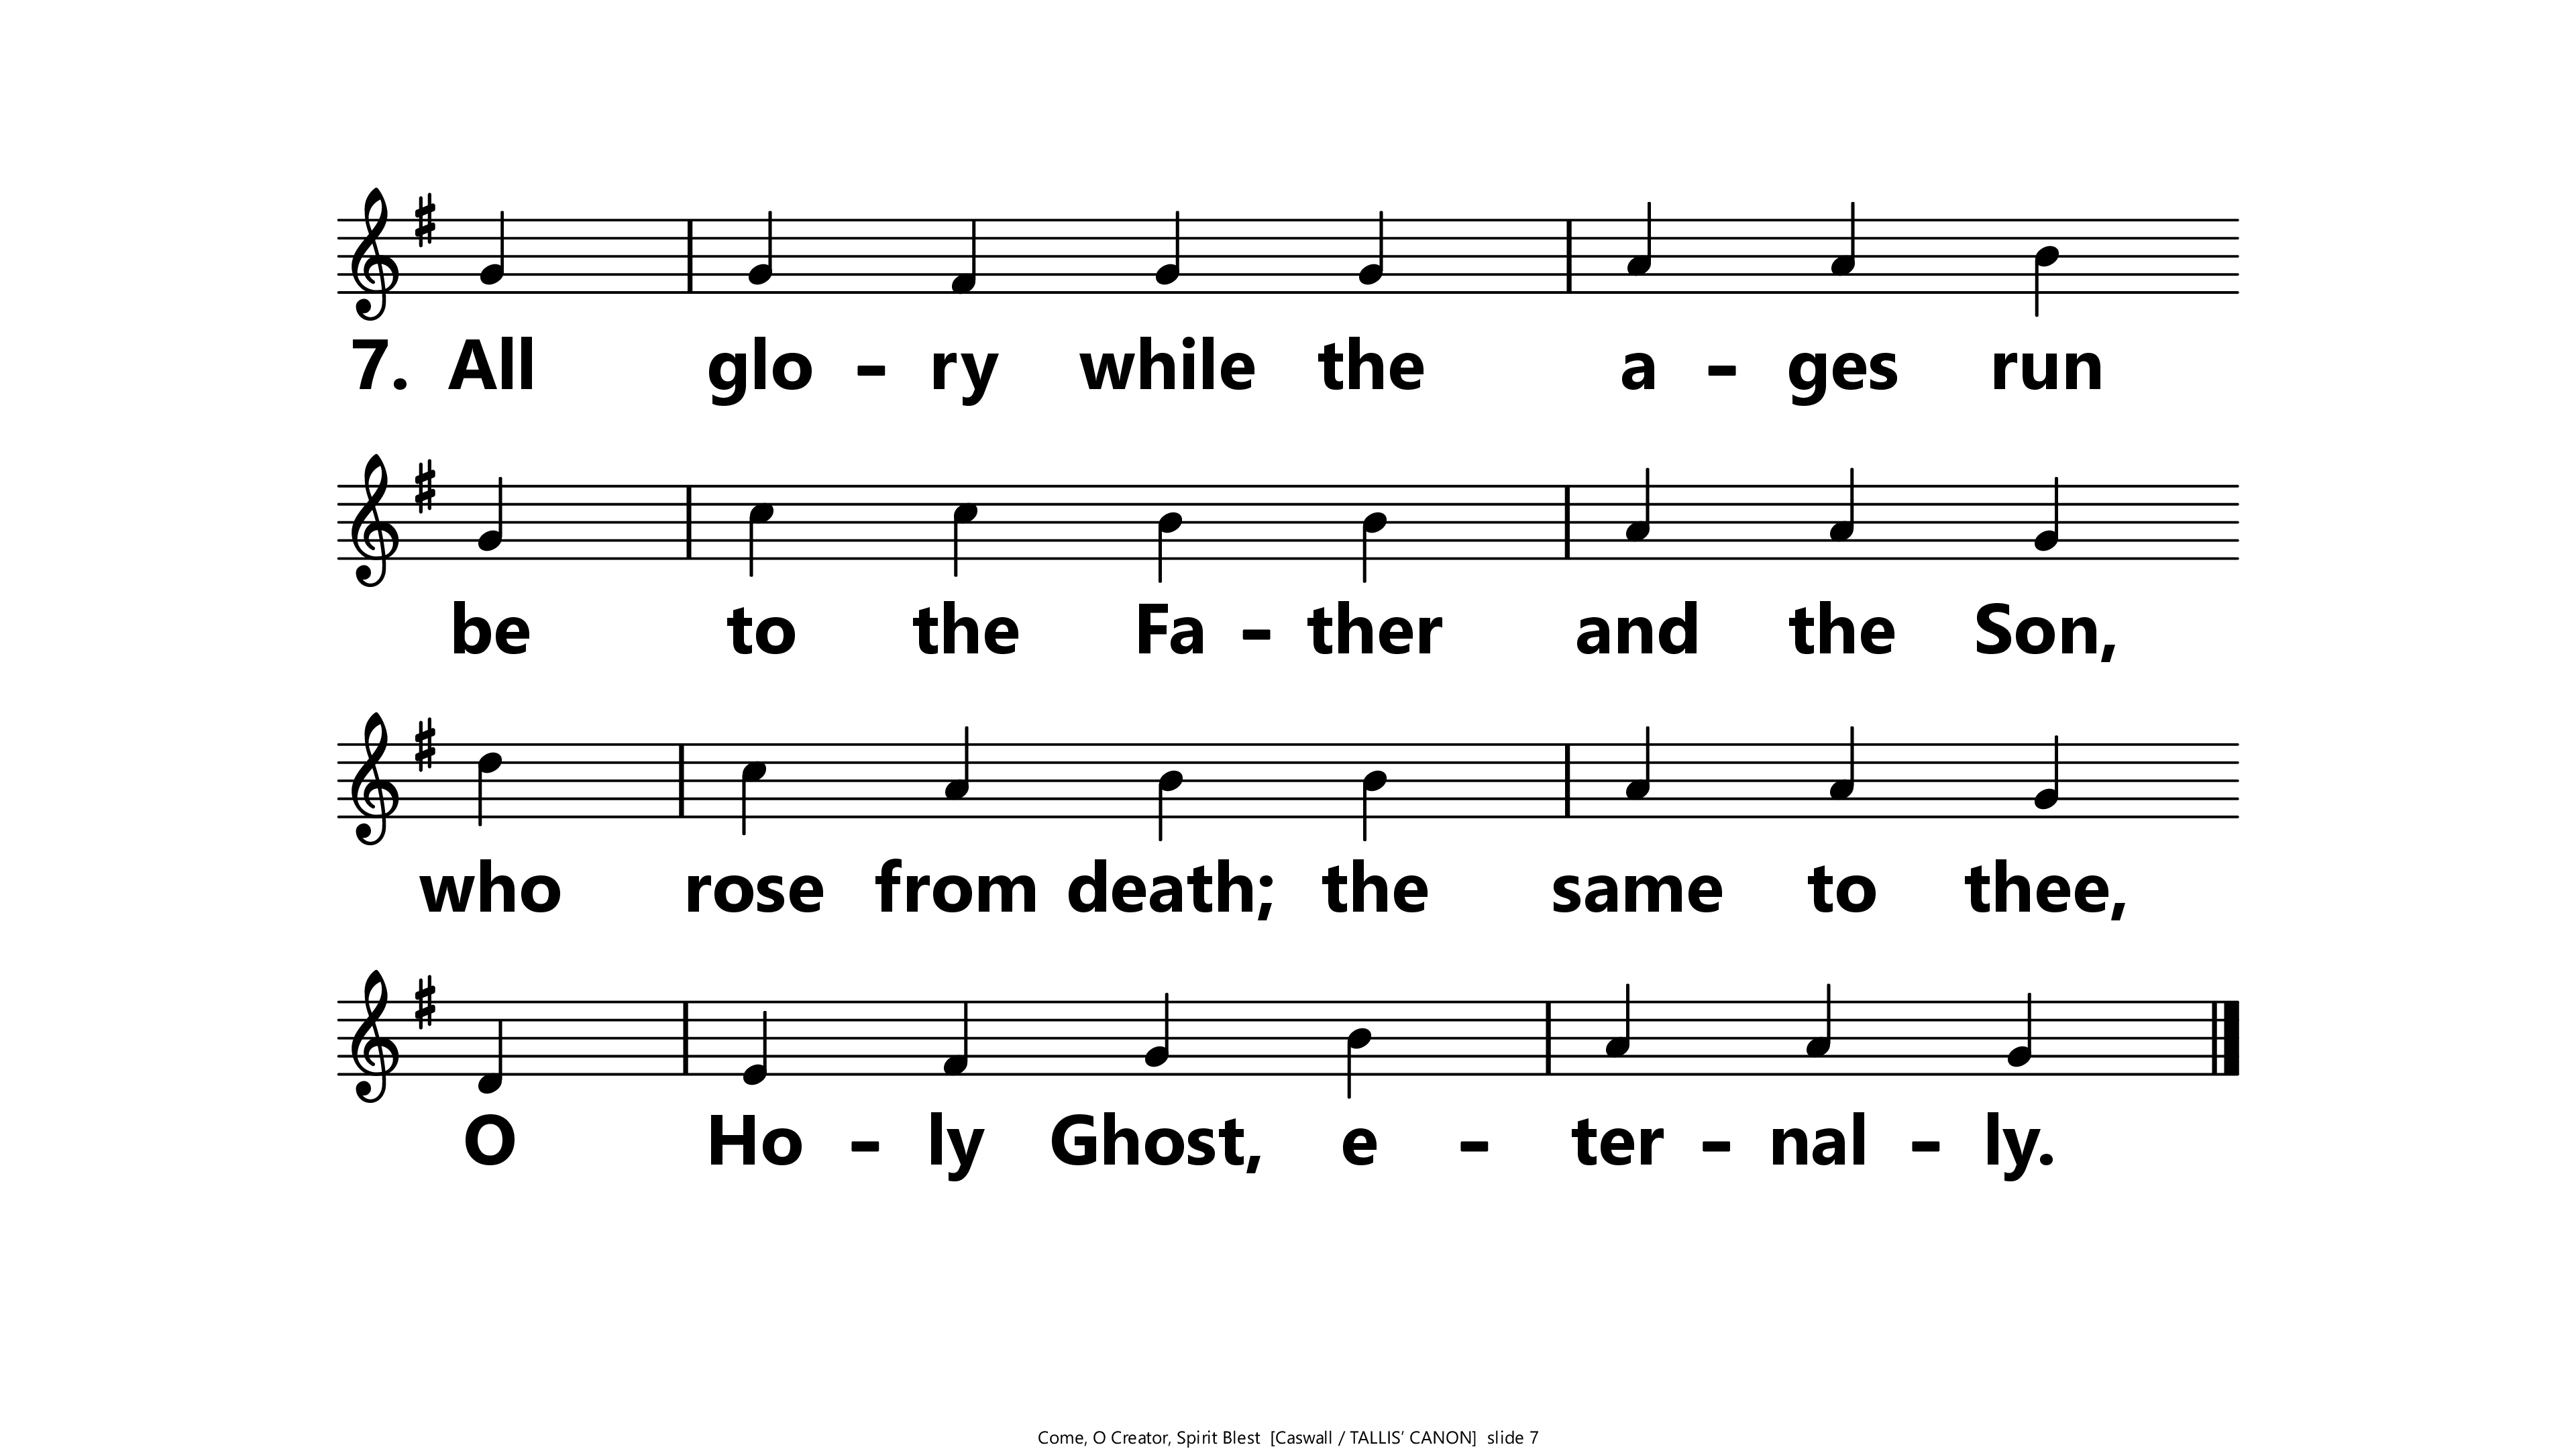 7. All glo - ry while the a - ges run
be to the Fa - ther and the Son,
who rose from death; the same to thee,
O Ho - ly Ghost, e - ter - nal - ly.
Come, O Creator, Spirit Blest [Caswall / TALLIS’ CANON] slide 7